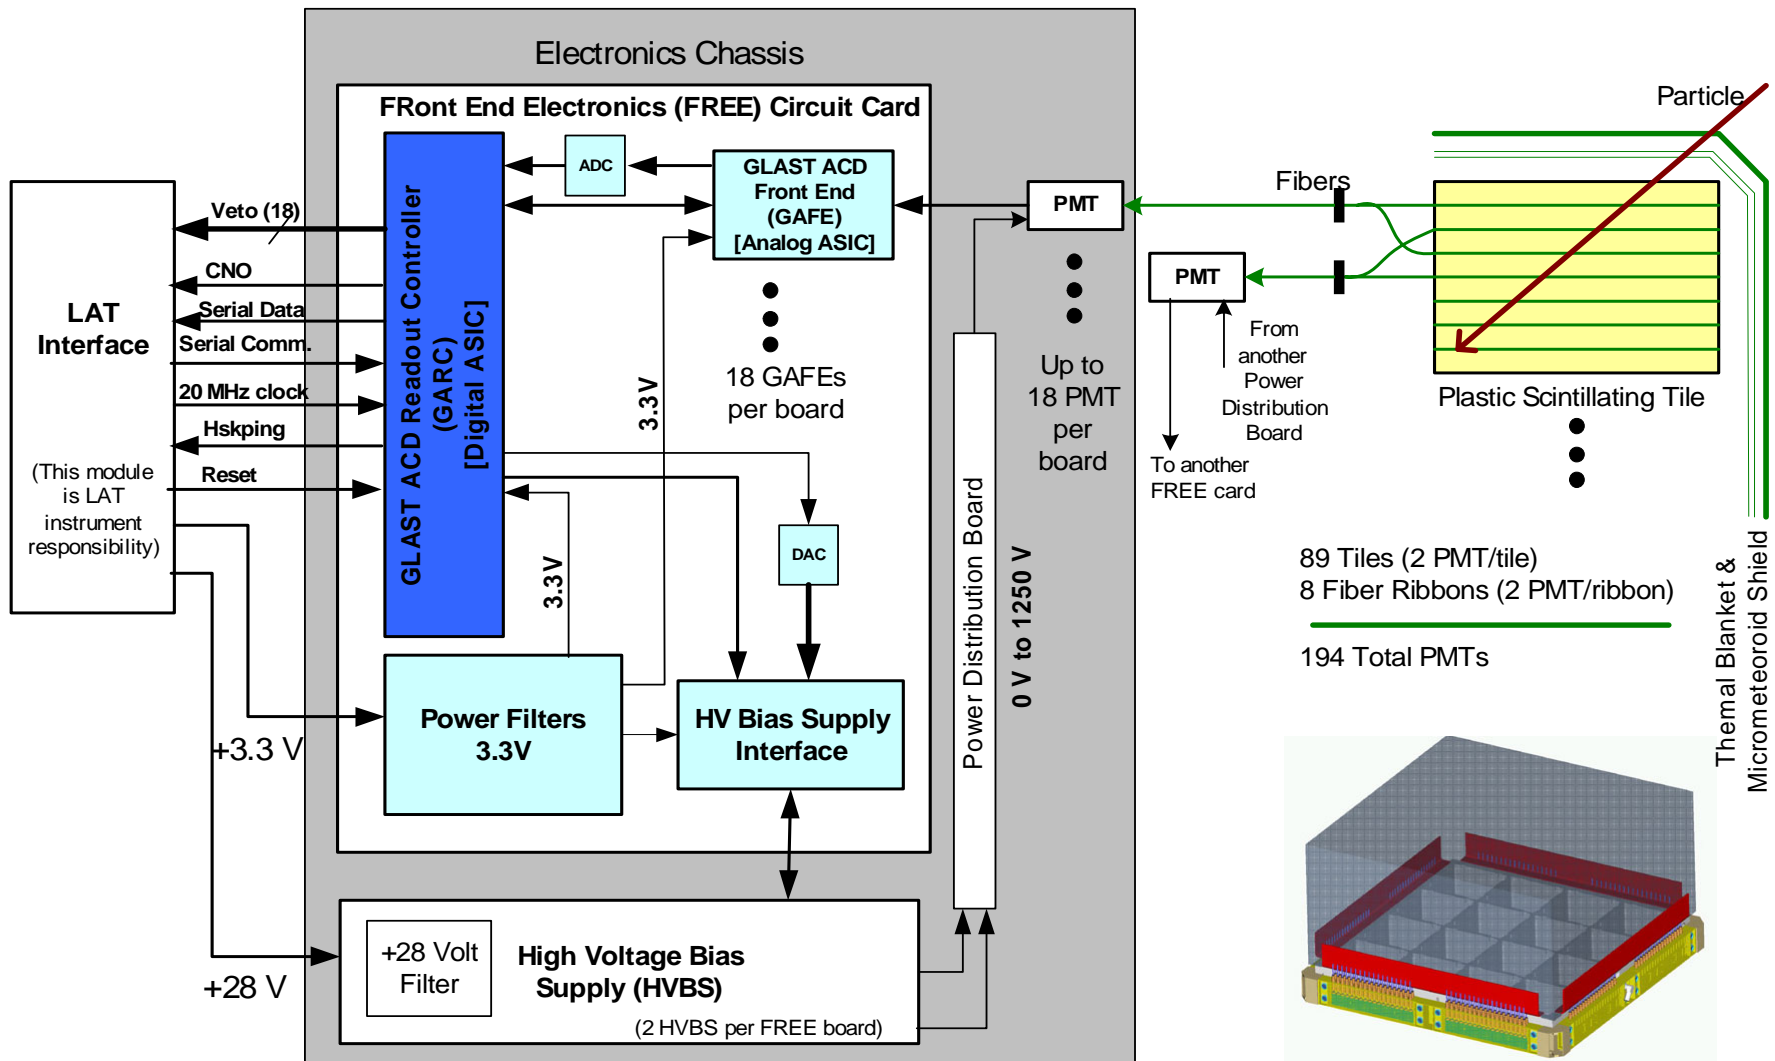 Electronics Chassis
FRont End Electronics (FREE) Circuit Card
GLAST ACD Readout Controller
(GARC)
[Digital ASIC]
ADC
GLAST ACD
Front End
(GAFE)
[Analog ASIC]
18 GAFEs
per board
3.3V
3.3V
DAC
Power Filters
3.3V
HV Bias Supply
Interface
+28 Volt
Filter
High Voltage Bias
Supply (HVBS)
(2 HVBS per FREE board)
Power Distribution Board
0 V to 1250 V
LAT
Interface
(This module
is LAT
instrument
responsibility)
Veto (18)
CNO
Serial Data
Serial Comm.
20 MHz clock
Hskping
Reset
+3.3 V
+28 V
PMT
Up to
18 PMT
per
board
PMT
From
another
Power
Distribution
Board
To another
FREE card
Fibers
Particle
Plastic Scintillating Tile
89 Tiles (2 PMT/tile)
8 Fiber Ribbons (2 PMT/ribbon)
194 Total PMTs
Themal Blanket &
Micrometeoroid Shield